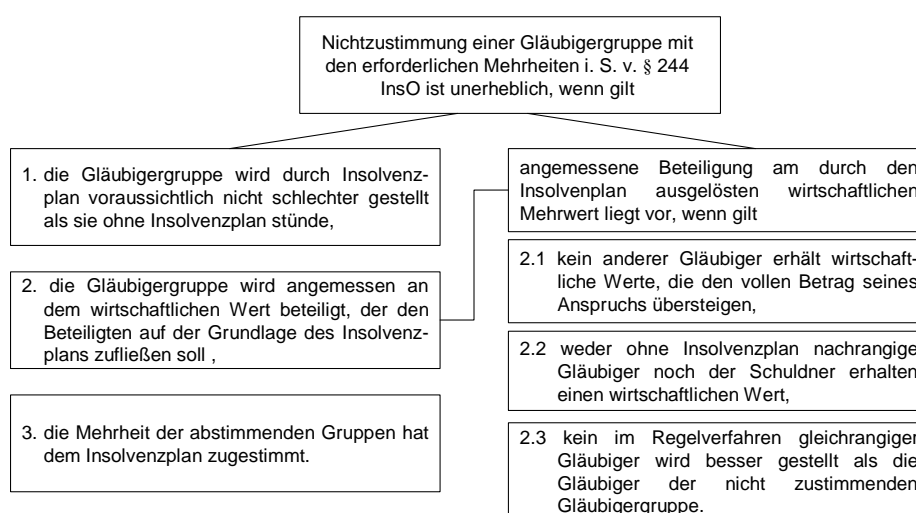 Nichtzustimmung einer Gläubigergruppe mit
den erforderlichen Mehrheiten i. S. v. § 244
InsO ist unerheblich, wenn gilt
1. die Gläubigergruppe wird durch Insolvenz-
plan voraussichtlich nicht schlechter gestellt
als sie ohne Insolvenzplan stünde,
2. die Gläubigergruppe wird angemessen an
dem wirtschaftlichen Wert beteiligt, der den
Beteiligten auf der Grundlage des Insolvenz-
plans zufließen soll ,
3. die Mehrheit der abstimmenden Gruppen hat
dem Insolvenzplan zugestimmt.
angemessene Beteiligung am durch den
Insolvenplan ausgelösten wirtschaftlichen
Mehrwert liegt vor, wenn gilt
2.1 kein anderer Gläubiger erhält wirtschaft-
liche Werte, die den vollen Betrag seines
Anspruchs übersteigen,
2.2 weder ohne Insolvenzplan nachrangige
Gläubiger noch der Schuldner erhalten
einen wirtschaftlichen Wert,
2.3 kein im Regelverfahren gleichrangiger
Gläubiger wird besser gestellt als die
Gläubiger der nicht zustimmenden
Gläubigergruppe.